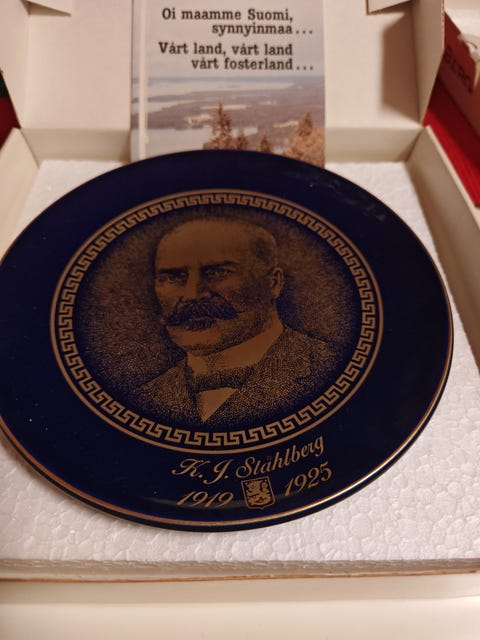 Oi maamme Suomi,
synnyinmaa...
Vårt land, vårt land
vårt fosterland...
K. J. Ståhlberg
1919 1925